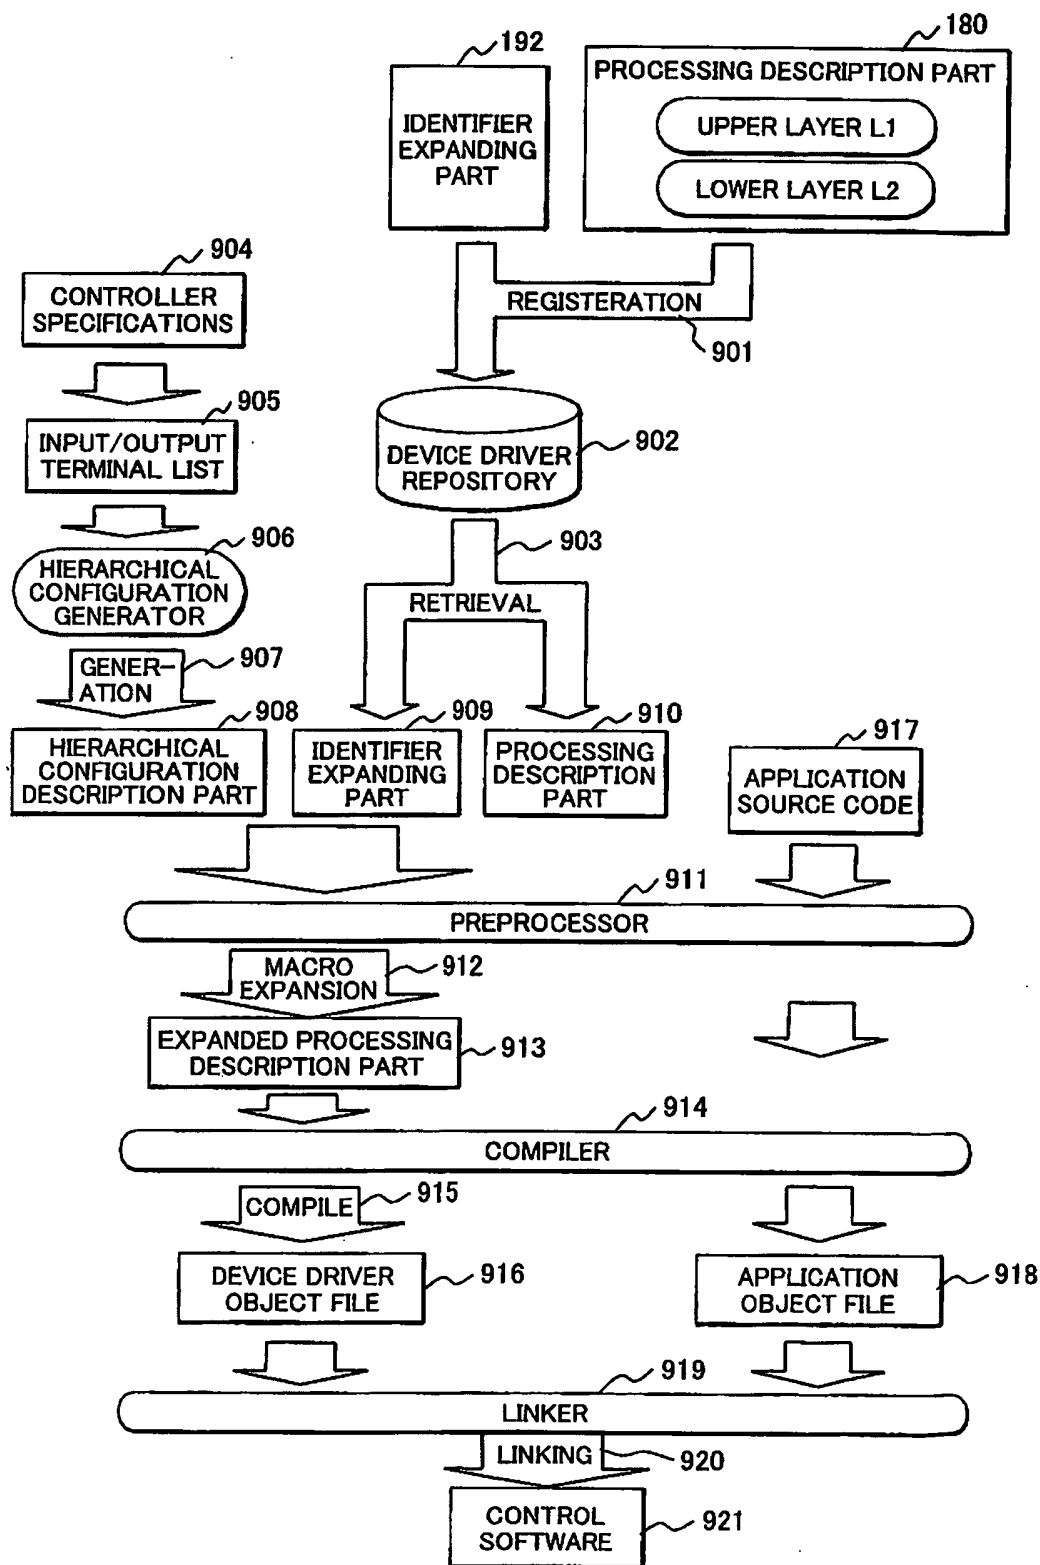 192
180
PROCESSING DESCRIPTION PART
IDENTIFIER
EXPANDING
PART
UPPER LAYER L1
LOWER LAYER L2
904
CONTROLLER
SPECIFICATIONS
REGISTERATION
901
905
INPUT/OUTPUT
TERMINAL LIST
DEVICE DRIVER
REPOSITORY
902
906
HIERARCHICAL
CONFIGURATION
GENERATOR
903
RETRIEVAL
GENER-
ATION
907
908
HIERARCHICAL
CONFIGURATION
DESCRIPTION PART
909
IDENTIFIER
EXPANDING
PART
910
PROCESSING
DESCRIPTION
PART
917
APPLICATION
SOURCE CODE
911
PREPROCESSOR
MACRO
EXPANSION
912
EXPANDED PROCESSING
DESCRIPTION PART
913
914
COMPILER
COMPILE
915
DEVICE DRIVER
OBJECT FILE
916
APPLICATION
OBJECT FILE
918
919
LINKER
LINKING
920
CONTROL
SOFTWARE
921